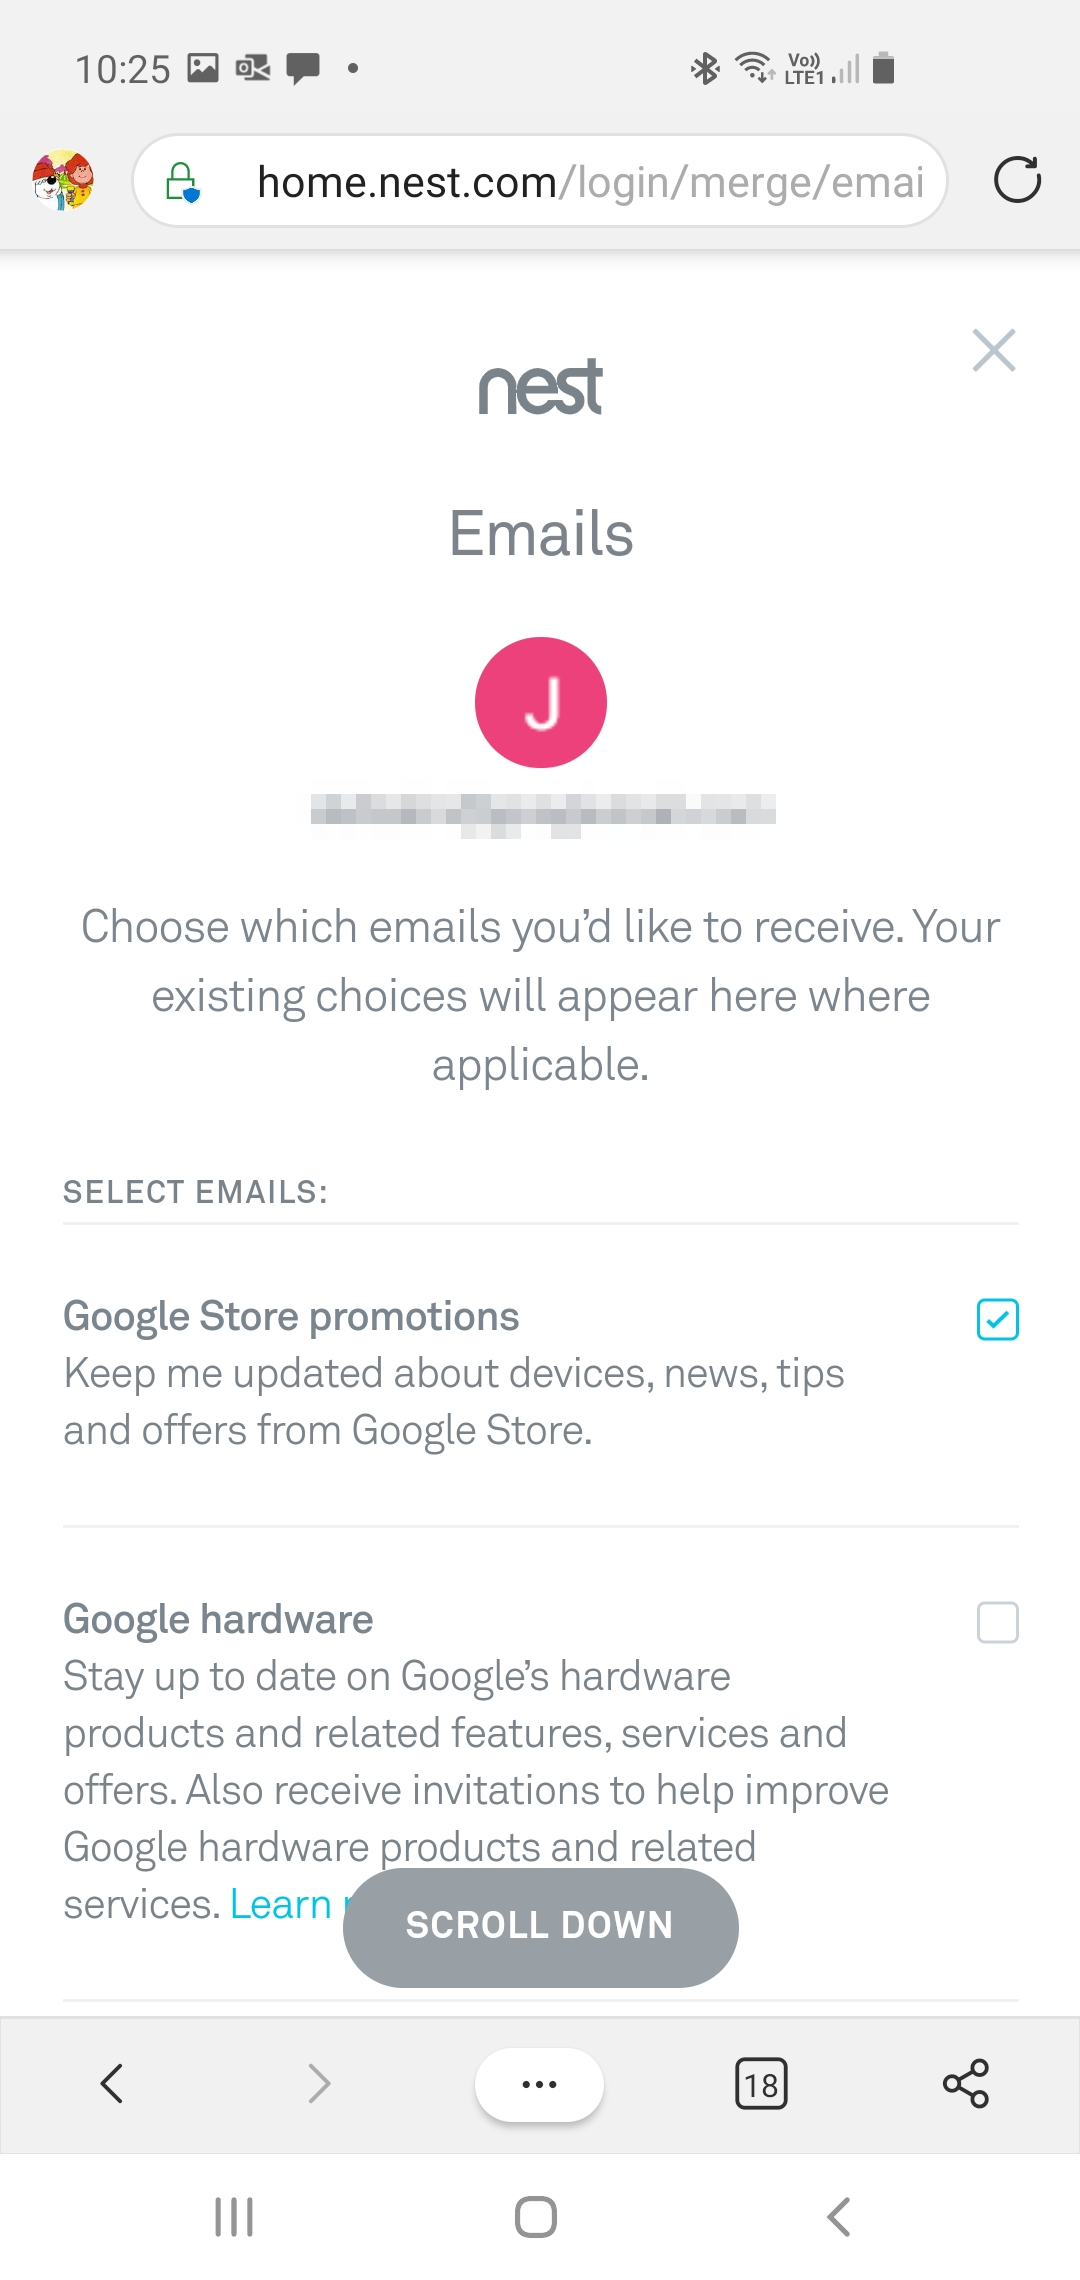 10:25
Vo))
LTE1
home.nest.com/login/merge/emai
nest
Emails
J
Choose which emails you’d like to receive. Your
existing choices will appear here where
applicable.
SELECT EMAILS:
Google Store promotions
Keep me updated about devices, news, tips
and offers from Google Store.
Google hardware
Stay up to date on Google’s hardware
products and related features, services and
offers. Also receive invitations to help improve
Google hardware products and related
services. Learn
SCROLL DOWN
18